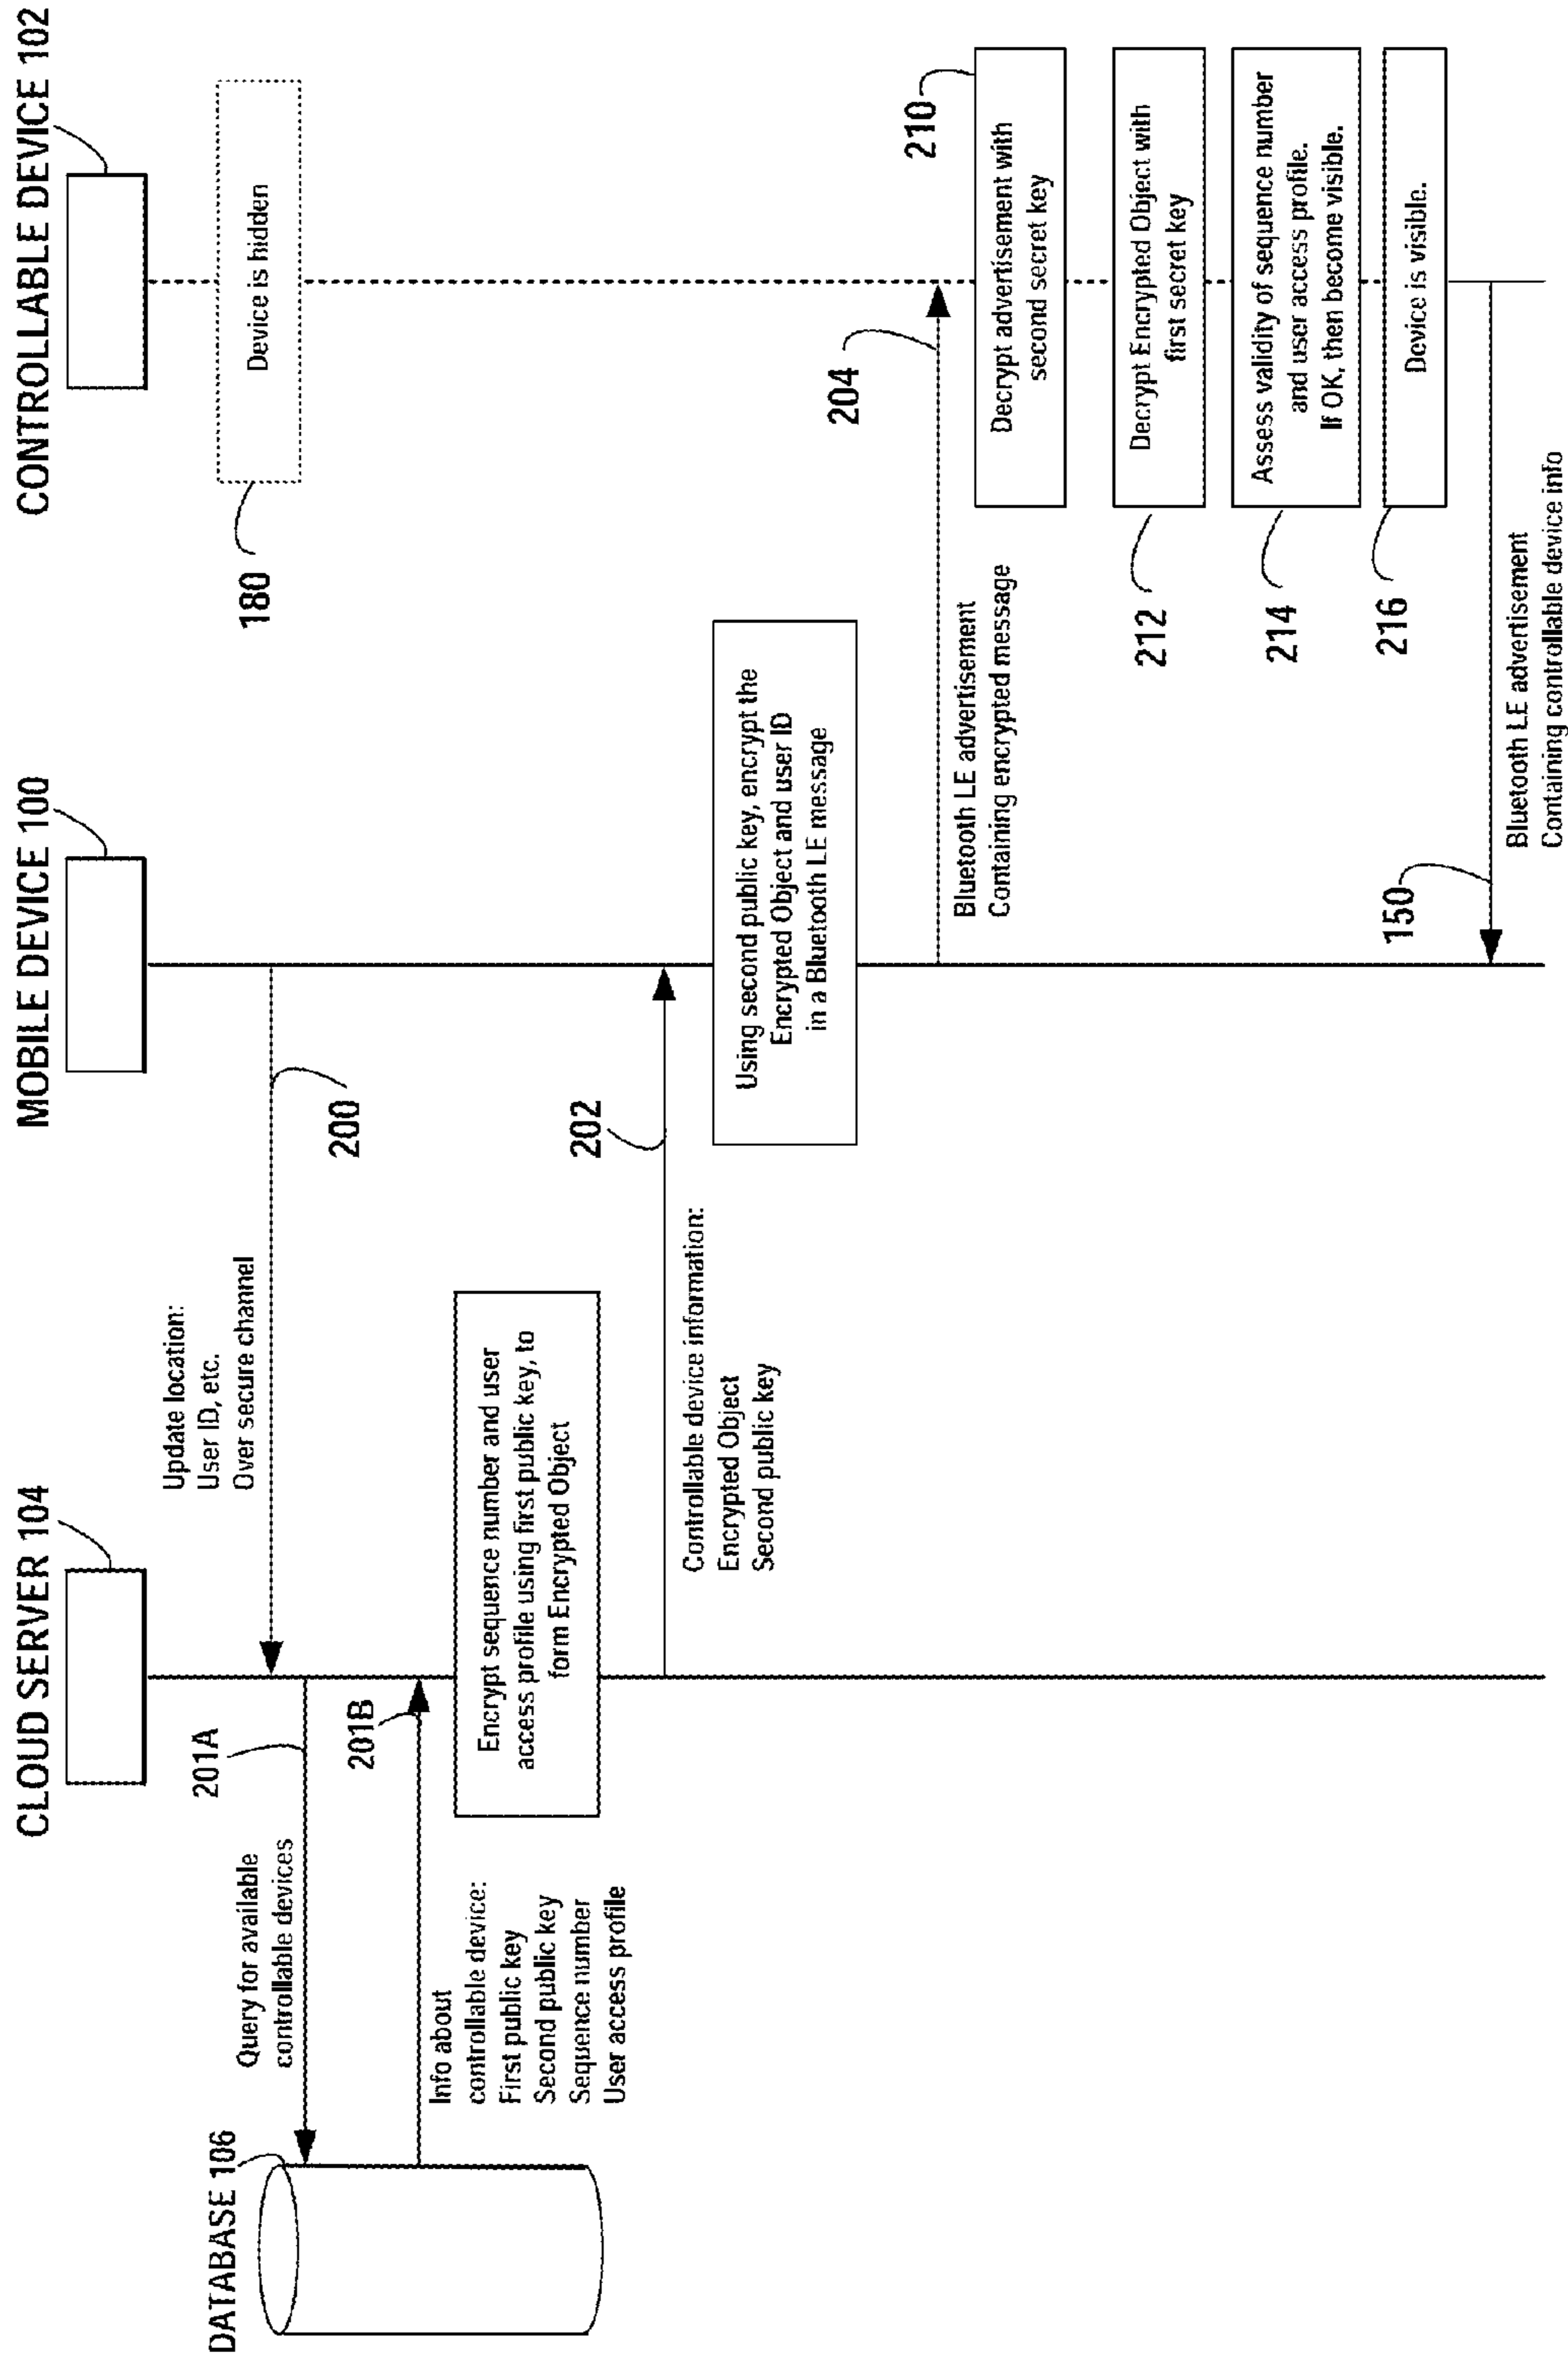 DATABASE 106
CLOUD SERVER 104
MOBILE DEVICE 100
CONTROLLABLE DEVICE 102
Update location:
User ID, etc.
Over secure channel
200
Device is hidden
180
201A
Query for available
controllable devices
201B
Info about
controllable device:
First public key
Second public key
Sequence number
User access profile
Encrypt sequence number and user
access profile using first public key, to
form Encrypted Object
202
Controllable device information:
Encrypted Object
Second public key
Using second public key, encrypt the
Encrypted Object and user ID
in a Bluetooth LE message
204
Bluetooth LE advertisement
Containing encrypted message
210
Decrypt advertisement with
second secret key
212
Decrypt Encrypted Object with
first secret key
214
Assess validity of sequence number
and user access profile.
If OK, then become visible.
216
Device is visible.
150
Bluetooth LE advertisement
Containing controllable device info